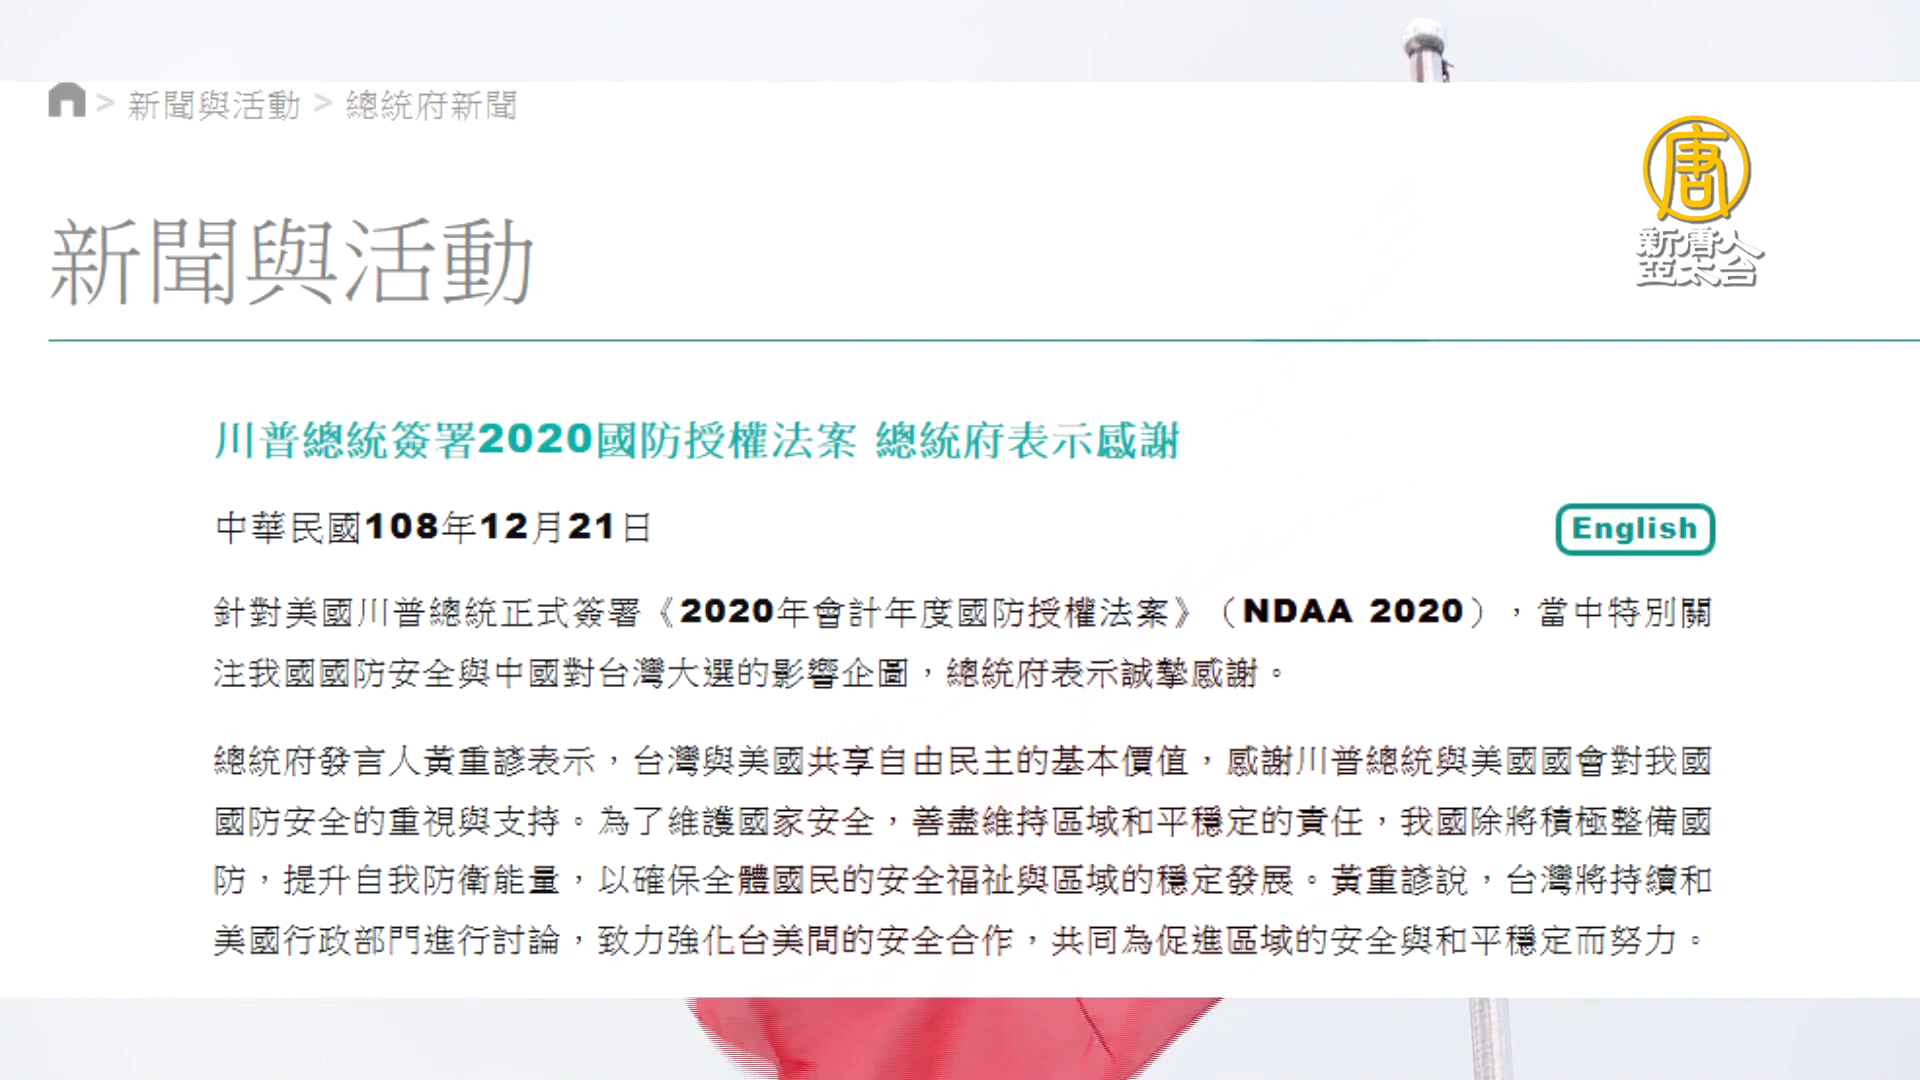 > 新聞與活動 > 總統府新聞
唐
新唐人
亞太台
新聞與活動
川普總統簽署2020國防授權法案 總統府表示感謝
中華民國108年12月21日
English
針對美國川普總統正式簽署《2020年會計年度國防授權法案》（NDAA 2020），當中特別關
注我國國防安全與中國對台灣大選的影響企圖，總統府表示誠摯感謝。
總統府發言人黃重諺表示，台灣與美國共享自由民主的基本價值，感謝川普總統與美國國會對我國
國防安全的重視與支持。為了維護國家安全，善盡維持區域和平穩定的責任，我國除將積極整備國
防，提升自我防衛能量，以確保全體國民的安全福祉與區域的穩定發展。黃重諺說，台灣將持續和
美國行政部門進行討論，致力強化台美間的安全合作，共同為促進區域的安全與和平穩定而努力。